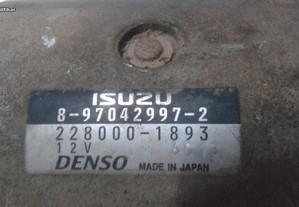 ISUZU
8-97042997-2
228000-1893
12V
DENSO MADE IN JAPAN